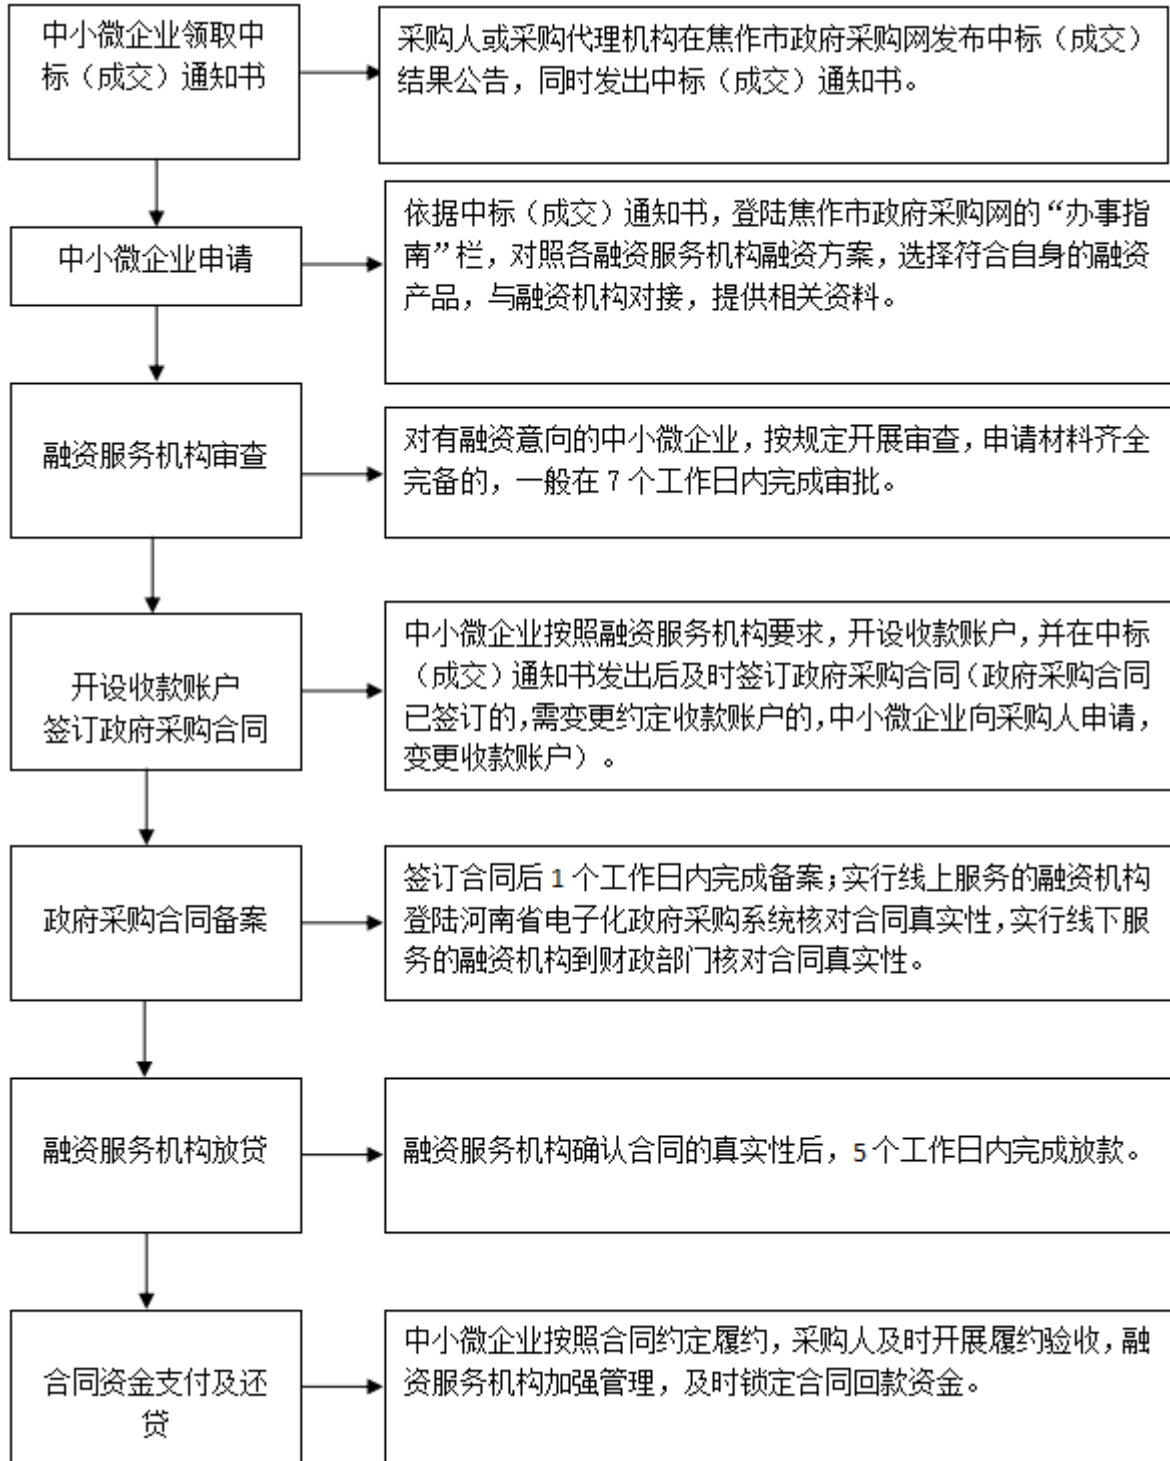 中小微企业领取中
标（成交）通知书
采购人或采购代理机构在焦作市政府采购网发布中标（成交）
结果公告，同时发出中标（成交）通知书。
中小微企业申请
依据中标（成交）通知书，登陆焦作市政府采购网的“办事指
南”栏，对照各融资服务机构融资方案，选择符合自身的融资
产品，与融资机构对接，提供相关资料。
融资服务机构审查
对有融资意向的中小微企业，按规定开展审查，申请材料齐全
完备的，一般在 7 个工作日内完成审批。
开设收款账户
签订政府采购合同
中小微企业按照融资服务机构要求，开设收款账户，并在中标
（成交）通知书发出后及时签订政府采购合同（政府采购合同
已签订的，需变更约定收款账户的，中小微企业向采购人申请，
变更收款账户）。
政府采购合同备案
签订合同后 1 个工作日内完成备案；实行线上服务的融资机构
登陆河南省电子化政府采购系统核对合同真实性，实行线下服
务的融资机构到财政部门核对合同真实性。
融资服务机构放贷
融资服务机构确认合同的真实性后，5 个工作日内完成放款。
合同资金支付及还
贷
中小微企业按照合同约定履约，采购人及时开展履约验收，融
资服务机构加强管理，及时锁定合同回款资金。